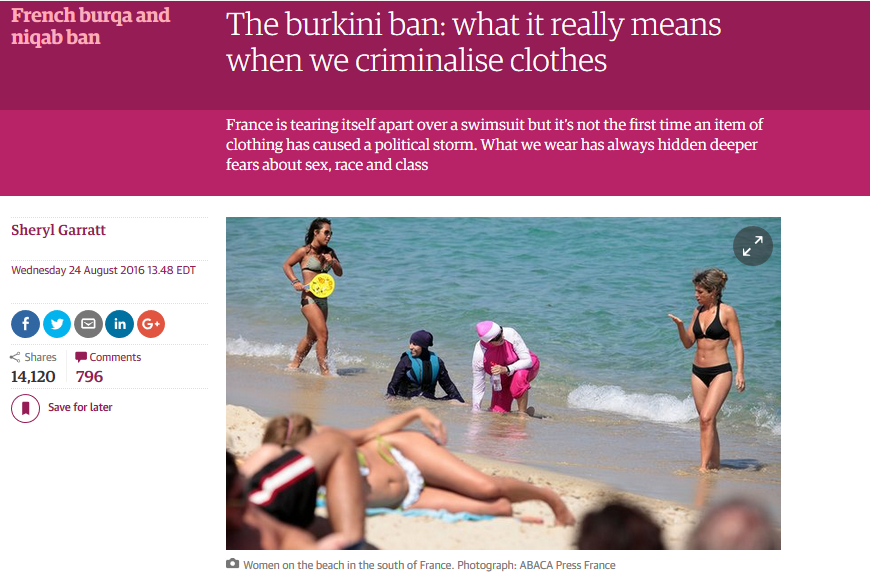 French burqa and
niqab ban
The burkini ban: what it really means
when we criminalise clothes
France is tearing itself apart over a swimsuit but it's not the first time an item of
clothing has caused a political storm. What we wear has always hidden deeper
fears about sex, race and class
Sheryl Garratt
Wednesday 24 August 2016 13.48 EDT
f
in
G+
Shares
Comments
14,120
796
Save for later
Women on the beach in the south of France. Photograph: ABACA Press France